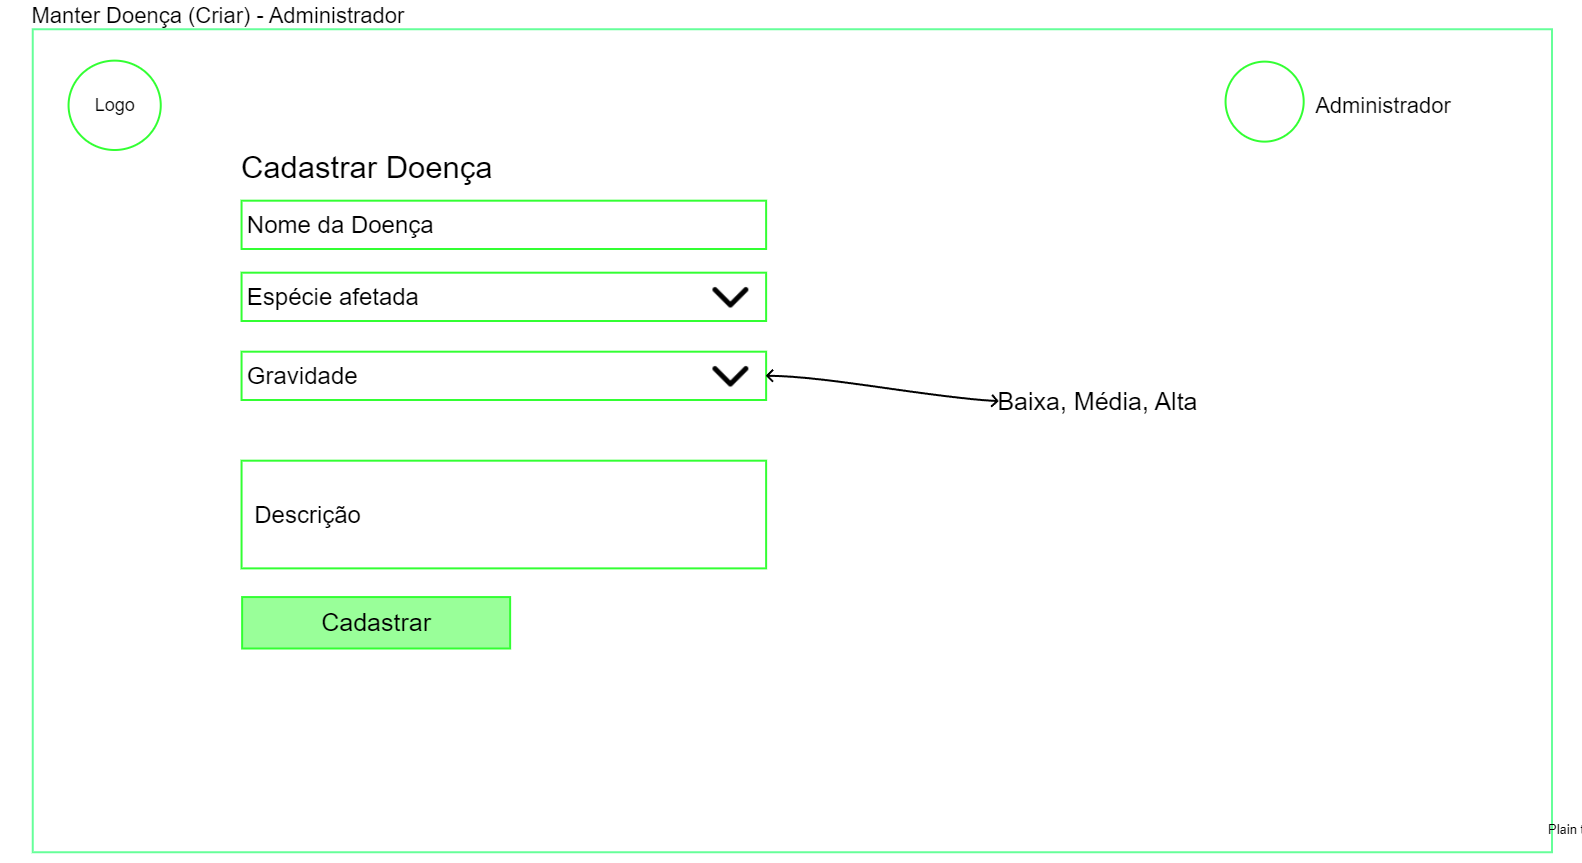 Manter Doença (Criar) - Administrador
Logo
Administrador
Cadastrar Doença
Nome da Doença
Espécie afetada
Gravidade
Baixa, Média, Alta
Descrição
Cadastrar
Plain